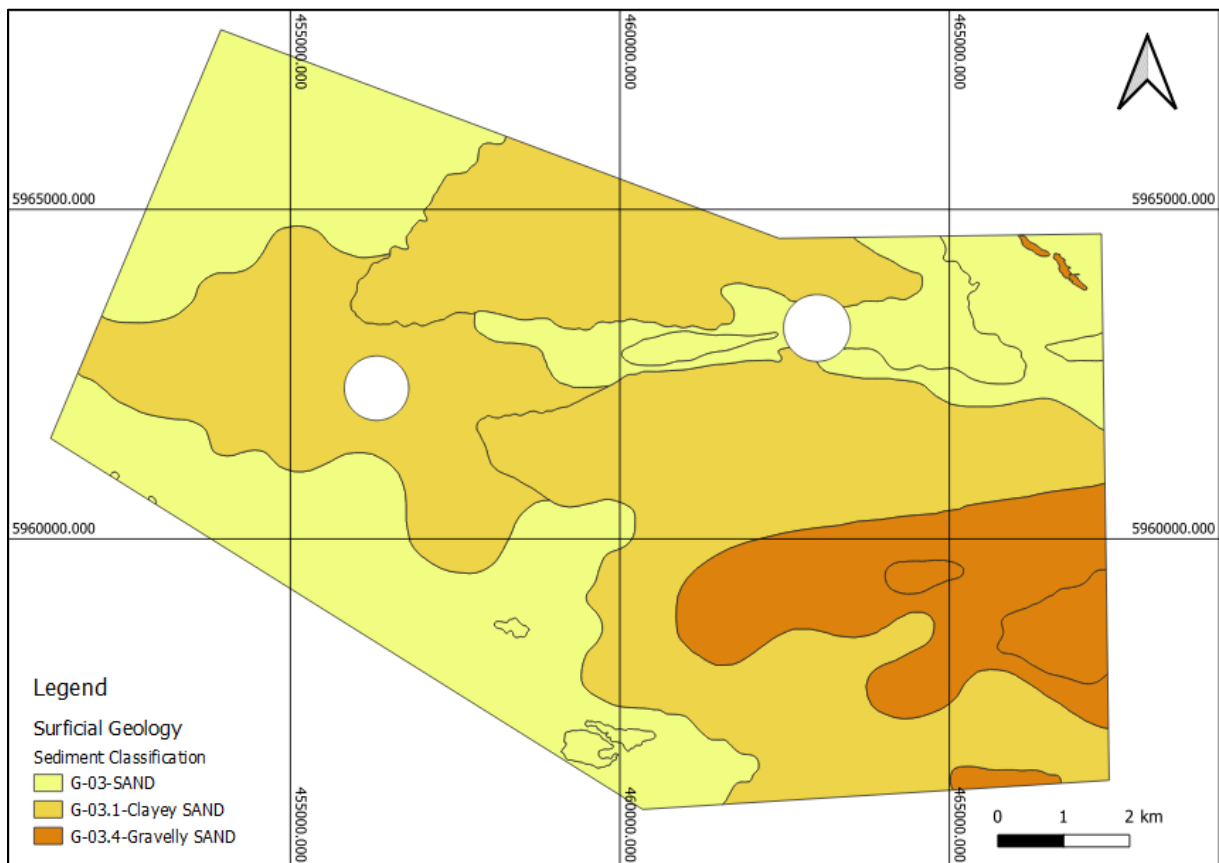 455000.000
460000.000
465000.000
5965000.000
5965000.000
5960000.000
5960000.000
Legend
Surficial Geology
Sediment Classification
G-03-SAND
G-03.1-Clayey SAND
G-03.4-Gravelly SAND
455000.000
460000.000
465000.000
0 1 2 km